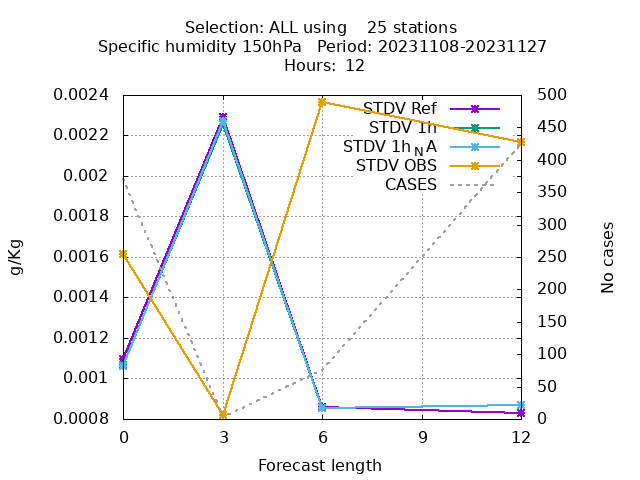 Selection: ALL using 25 stations
Specific humidity 150hPa Period: 20231108-20231127
Hours: 12
STDV Ref
STDV 1h
STDV 1h_N A
STDV OBS
CASES
g/Kg
0.0024
0.0022
0.002
0.0018
0.0016
0.0014
0.0012
0.001
0.0008
500
450
400
350
300
250
200
150
100
50
0
No cases
0 3 6 9 12
Forecast length